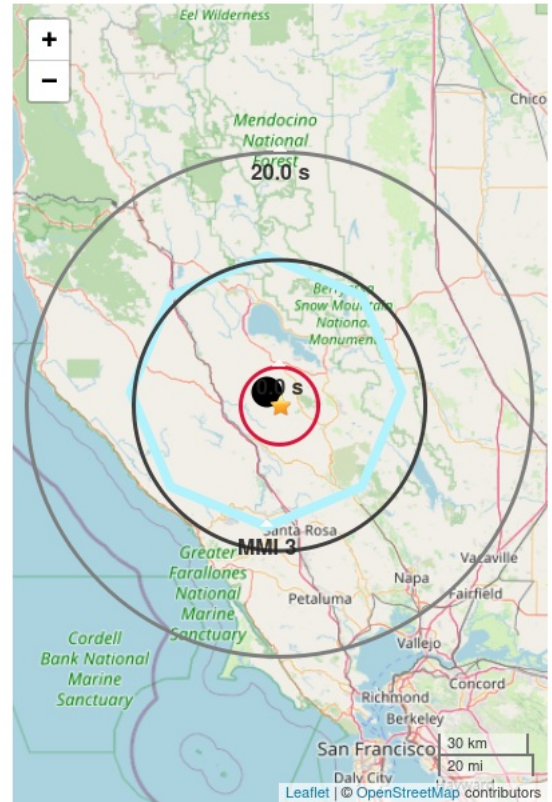 +
−
Eel Wilderness
Chico
Mendocino
National
Forest
20.0 s
Berryessa
Snow Mountain
National
Monument
0.0 s
Santa Rosa
MMI 3
Greater
Farallones
National
Marine
Sanctuary
Vacaville
Napa
Fairfield
Petaluma
Cordell
Bank National
Marine
Sanctuary
Vallejo
Concord
Richmond
Berkeley
San Francisco
30 km
20 mi
Daly City
Leaflet | © OpenStreetMap contributors